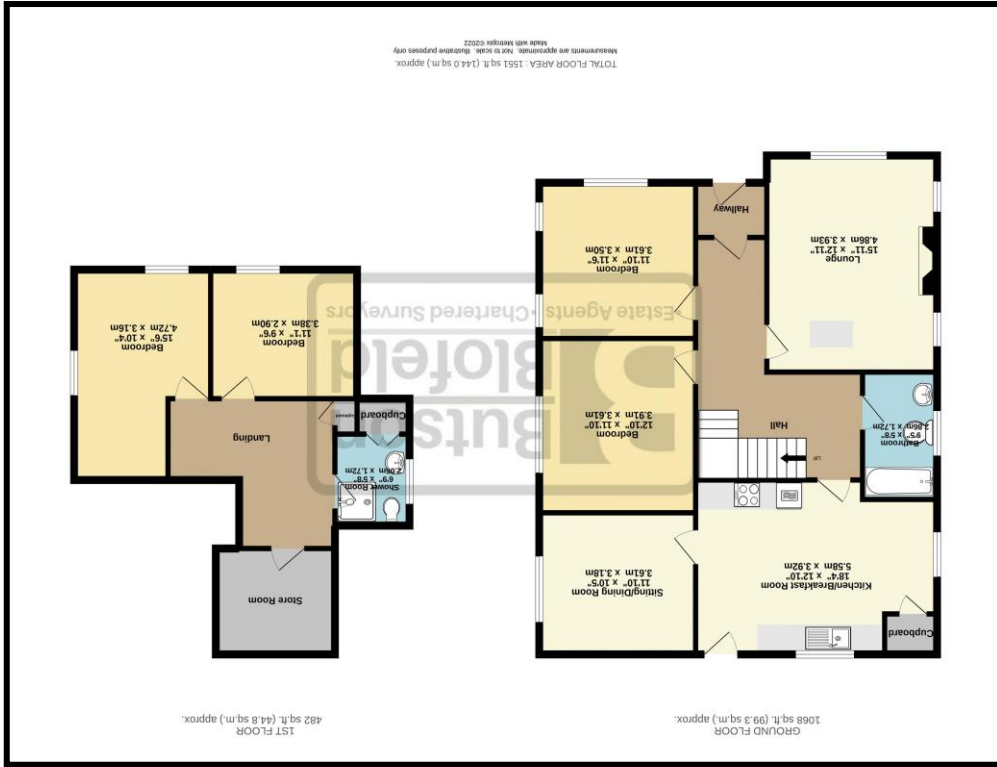 GROUND FLOOR
1068 sq.ft. (99.3 sq.m.) approx.
1ST FLOOR
482 sq.ft. (44.8 sq.m.) approx.
Cupboard
Kitchen/Breakfast Room
18'4" x 12'10"
5.58m x 3.92m
Sitting/Dining Room
11'10" x 10'5"
3.61m x 3.18m
Bathroom
9'5" x 5'8"
2.86m x 1.72m
UP
Hall
Bedroom
12'10" x 11'10"
3.91m x 3.61m
Lounge
15'11" x 12'11"
4.86m x 3.93m
Bedroom
11'10" x 11'6"
3.61m x 3.50m
Hallway
Store Room
Shower Room
6'9" x 5'8"
2.06m x 1.72m
Cupboard
Cupboard
Landing
Bedroom
11'1" x 9'6"
3.38m x 2.90m
Bedroom
15'6" x 10'4"
4.72m x 3.16m
Butson
Blofeld
Estate Agents • Chartered Surveyors
TOTAL FLOOR AREA : 1551 sq.ft. (144.0 sq.m.) approx.
Measurements are approximate. Not to scale. Illustrative purposes only
Made with Metropix ©2022